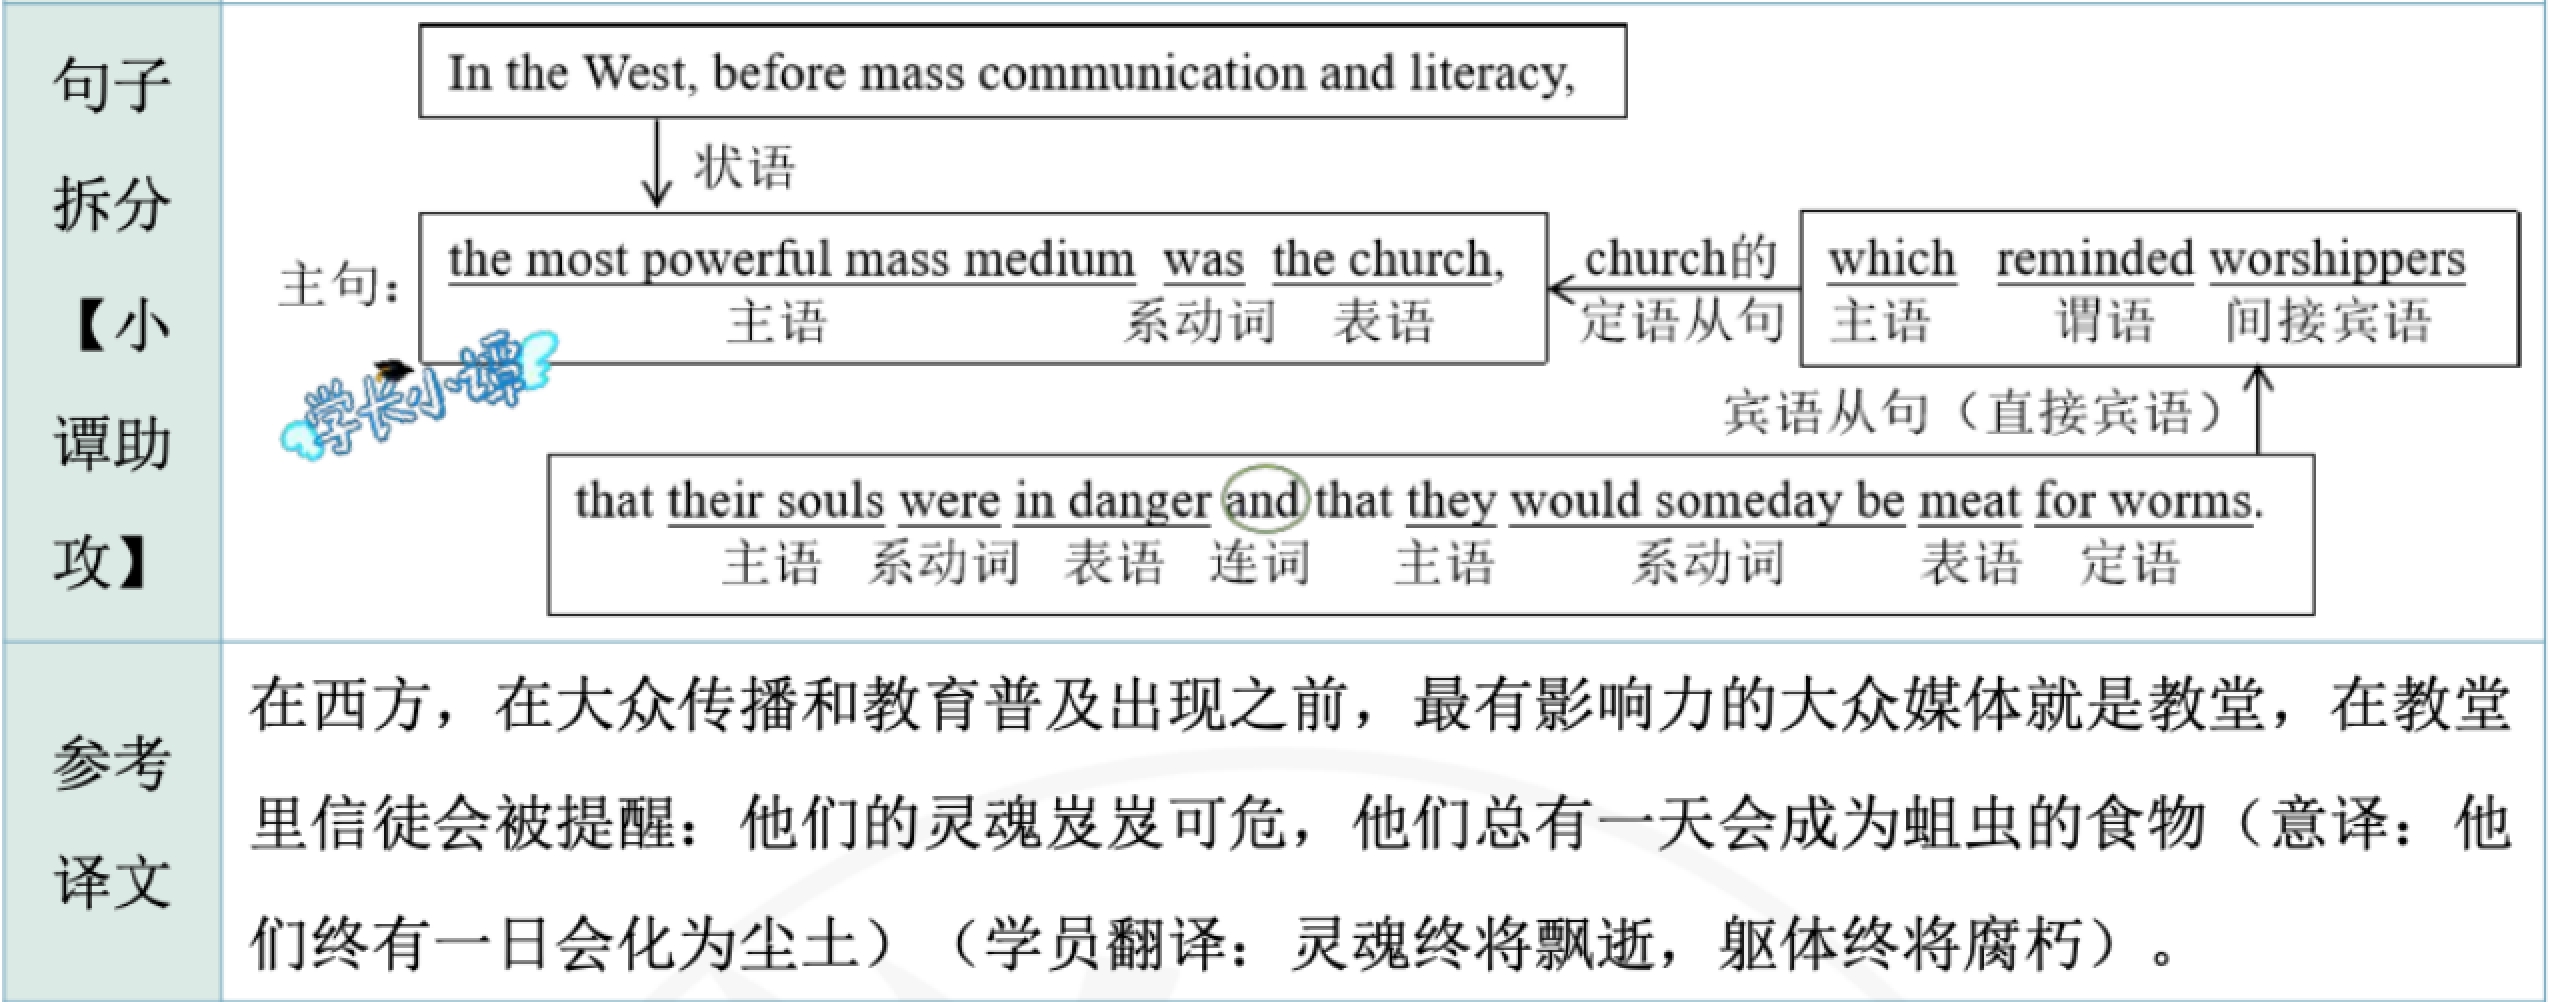 句子
拆分
【小
谭助
攻】
In the West, before mass communication and literacy,
状语
主句：
the most powerful mass medium was the church,
主语 系动词 表语
church的
定语从句
which reminded worshippers
主语 谓语 间接宾语
学长小谭
宾语从句（直接宾语）
that their souls were in danger and that they would someday be meat for worms.
主语 系动词 表语 连词 主语 系动词 表语 定语
参考
译文
在西方，在大众传播和教育普及出现之前，最有影响力的大众媒体就是教堂，在教堂
里信徒会被提醒：他们的灵魂岌岌可危，他们总有一天会成为蛆虫的食物（意译：他
们终有一日会化为尘土）（学员翻译：灵魂终将飘逝，躯体终将腐朽）。